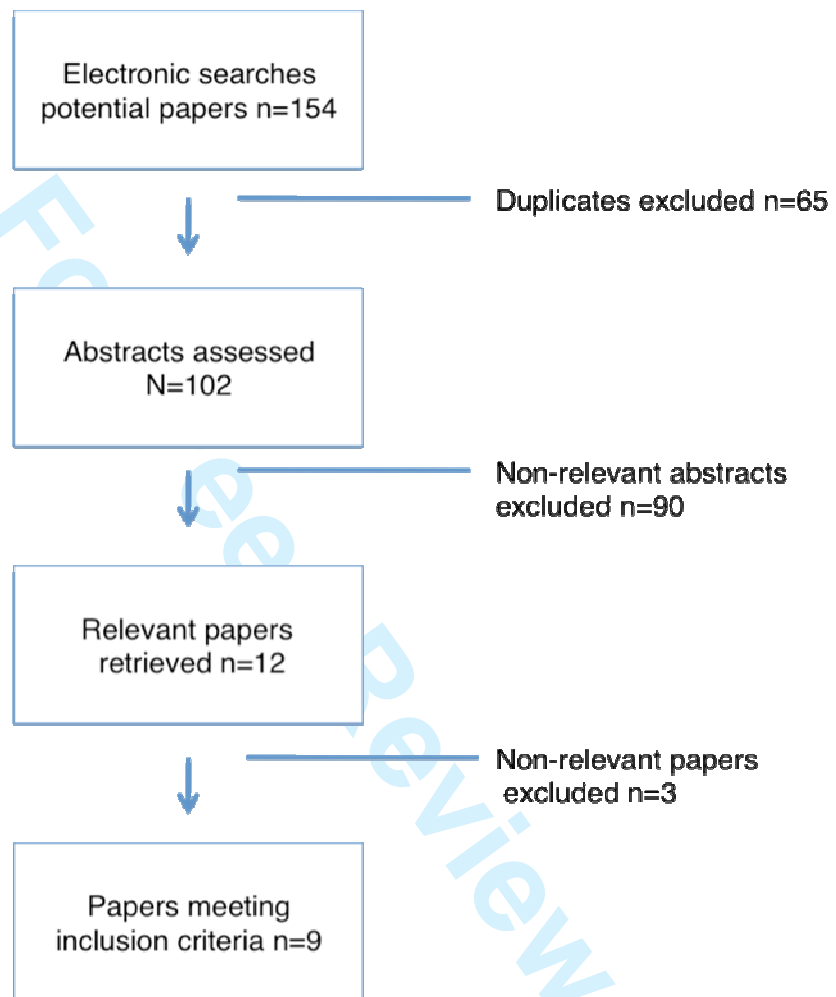 Electronic searches
potential papers n=154
Duplicates excluded n=65
Abstracts assessed
N=102
Non-relevant abstracts
excluded n=90
Relevant papers
retrieved n=12
Non-relevant papers
excluded n=3
Papers meeting
inclusion criteria n=9